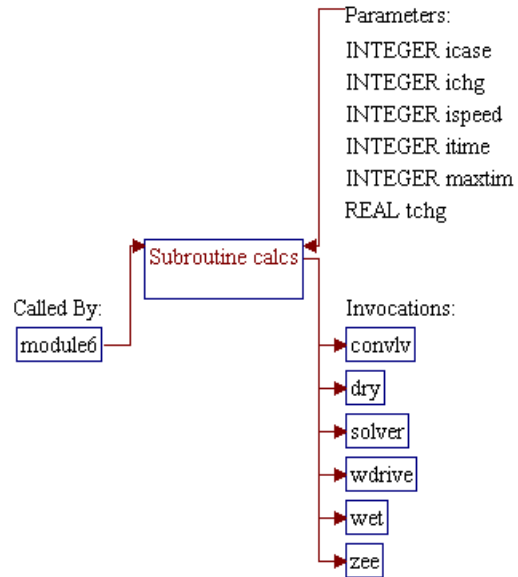 Parameters:
INTEGER icase
INTEGER ichg
INTEGER ispeed
INTEGER itime
INTEGER maxtim
REAL tchg
Subroutine calcs
Called By:
module6
Invocations:
convlv
dry
solver
wdrive
wet
zee